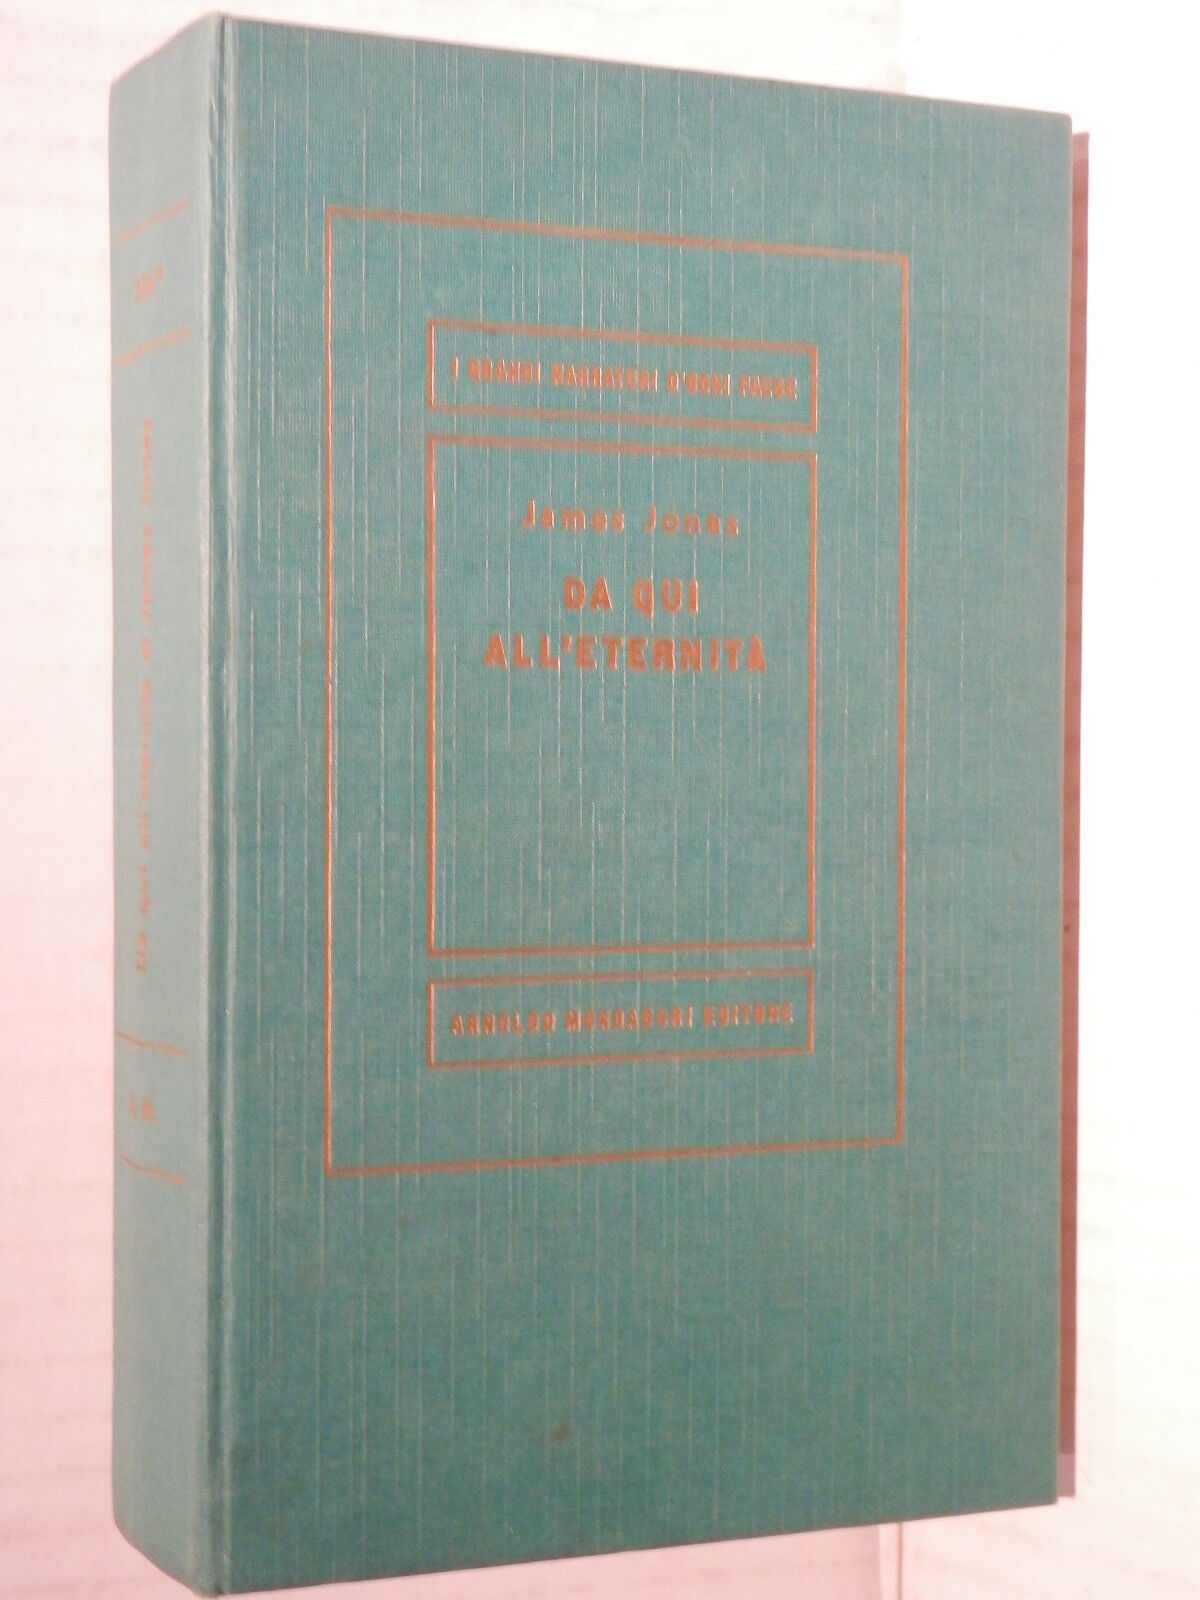 I GRANDI NARRATORI D'OGNI PAESE
James Jones
DA QUI
ALL'ETERNITÀ
ARNOLDO MONDADORI EDITORE
Da qui all'eternità di James Jones